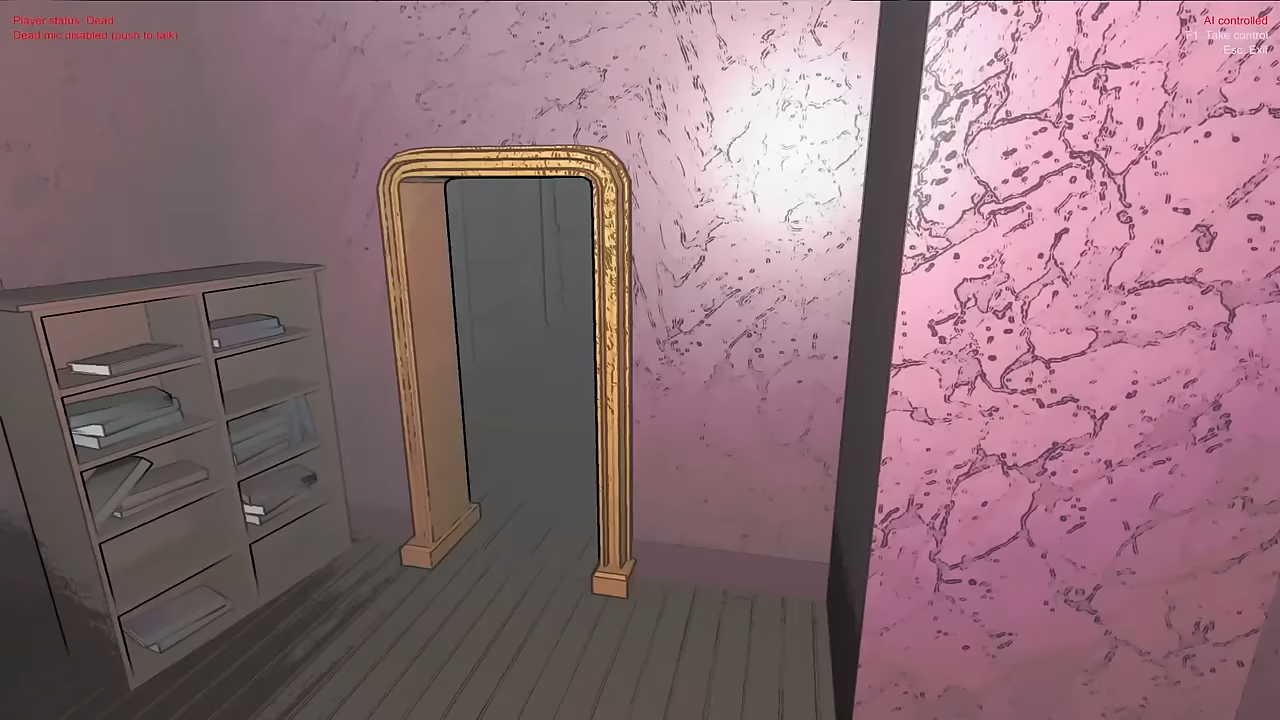 Player status: Dead
Dead mic disabled (push to talk)
AI controlled
F1: Take control
Esc: Exit